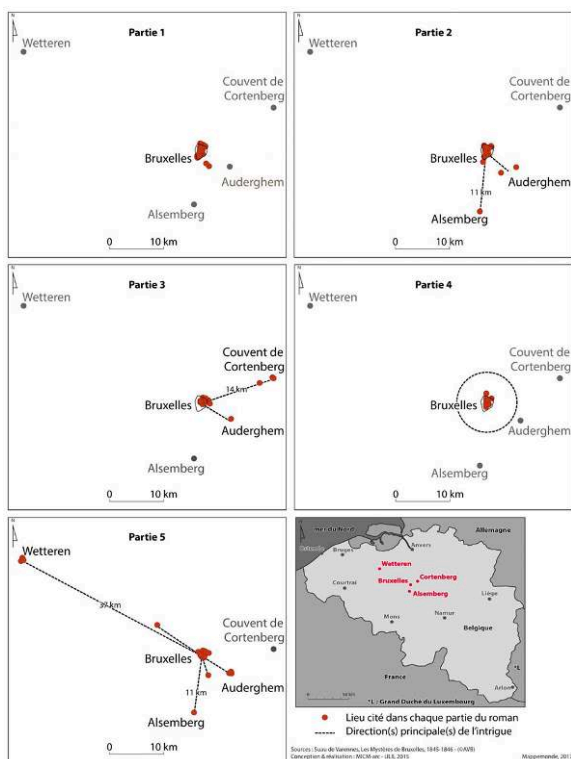 N
Partie 1
Wetteren
Couvent de
Cortenberg
Bruxelles
Auderghem
Alsemberg
0 10 km
N
Partie 2
Wetteren
Couvent de
Cortenberg
Bruxelles
Auderghem
11 km
Alsemberg
0 10 km
N
Partie 3
Wetteren
Couvent de
Cortenberg
14 km
Bruxelles
Auderghem
Alsemberg
0 10 km
N
Partie 4
Wetteren
Couvent de
Cortenberg
Bruxelles
Auderghem
Alsemberg
0 10 km
N
Partie 5
Wetteren
37 km
Couvent de
Cortenberg
Bruxelles
Auderghem
11 km
Alsemberg
0 10 km
Mer du Nord
Allemagne
Anvers
Bruges
Wetteren
Bruxelles
Cortenberg
Courtrai
Alsemberg
Liège
Mons
Namur
Belgique
France
*L
Arlon
*L : Grand Duché du Luxembourg
Lieu cité dans chaque partie du roman
Direction(s) principale(s) de l'intrigue
Sources : Suau de Varennes, Les Mystères de Bruxelles, 1845-1846 - (©AVB)
Conception & réalisation : MICM-arc - ULB, 2015
Mappemonde, 2017